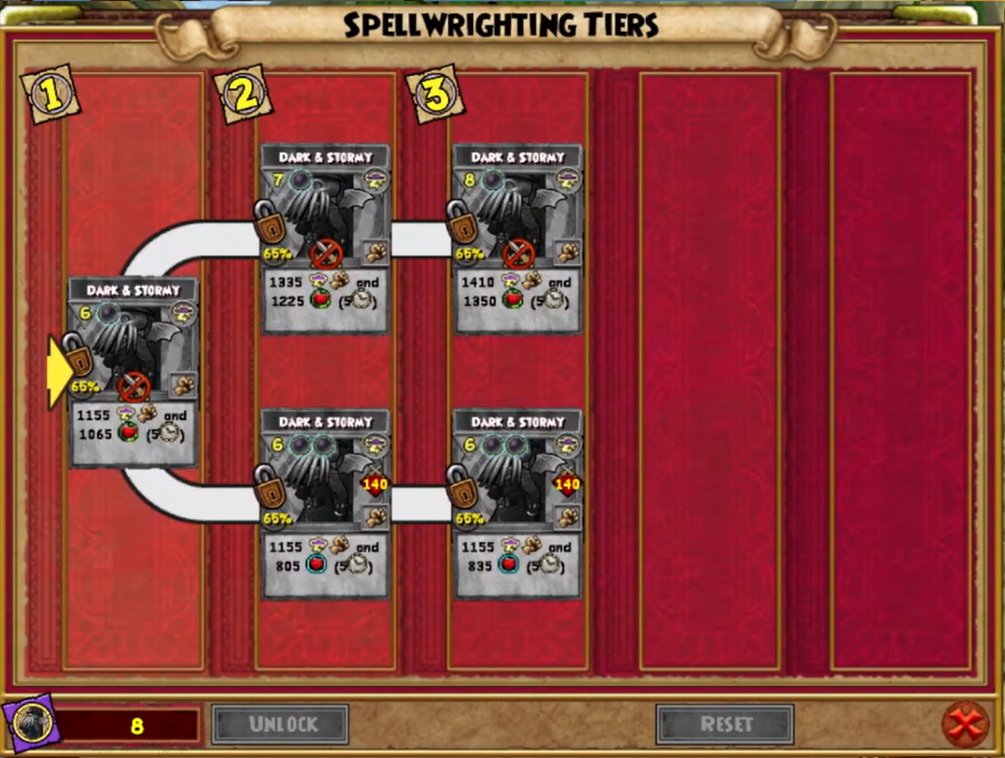 SPELLWRIGHTING TIERS
1
2
3
DARK & STORMY
6
65%
1155 and
1065 (5 )
DARK & STORMY
7
65%
1335 and
1225 (5 )
DARK & STORMY
8
65%
1410 and
1350 (5 )
DARK & STORMY
6
140
65%
1155 and
805 (5 )
DARK & STORMY
6
140
65%
1155 and
835 (5 )
8
UNLOCK
RESET